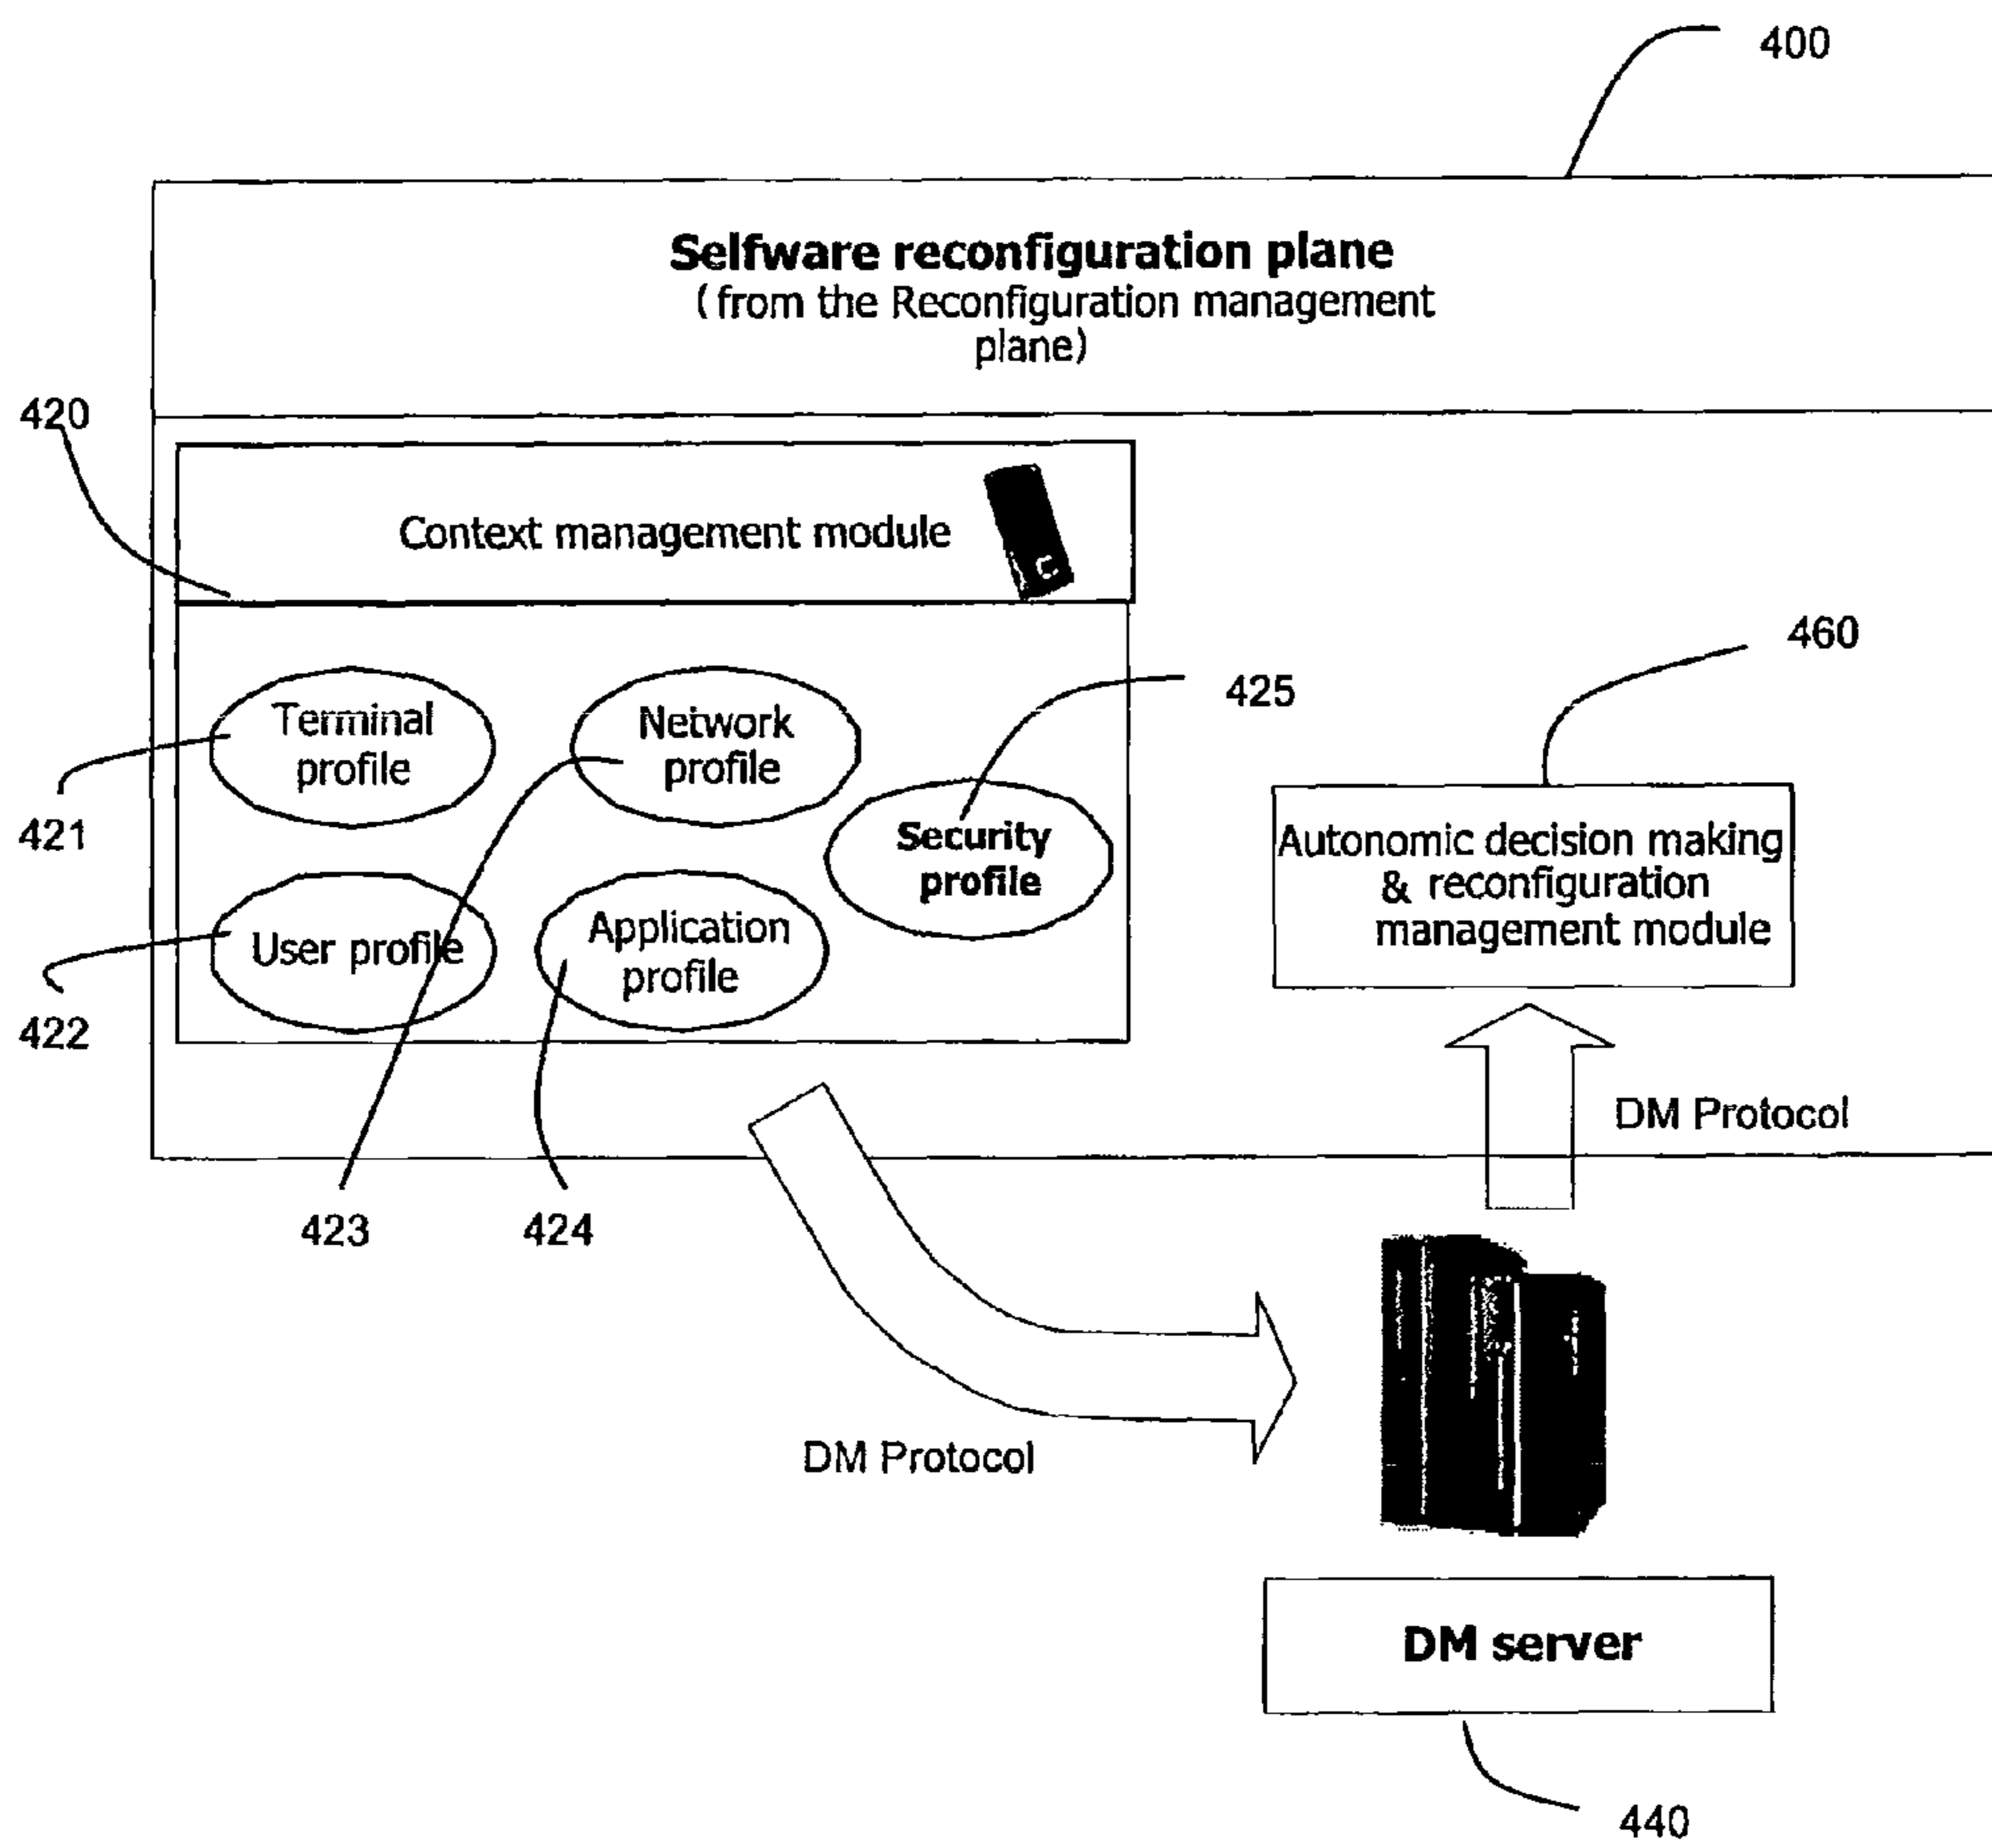 400
Selfware reconfiguration plane
(from the Reconfiguration management
plane)
420
Context management module
460
425
Terminal
profile
Network
profile
421
Security
profile
Autonomic decision making
& reconfiguration
management module
User profile
Application
profile
422
DM Protocol
423
424
DM Protocol
DM server
440